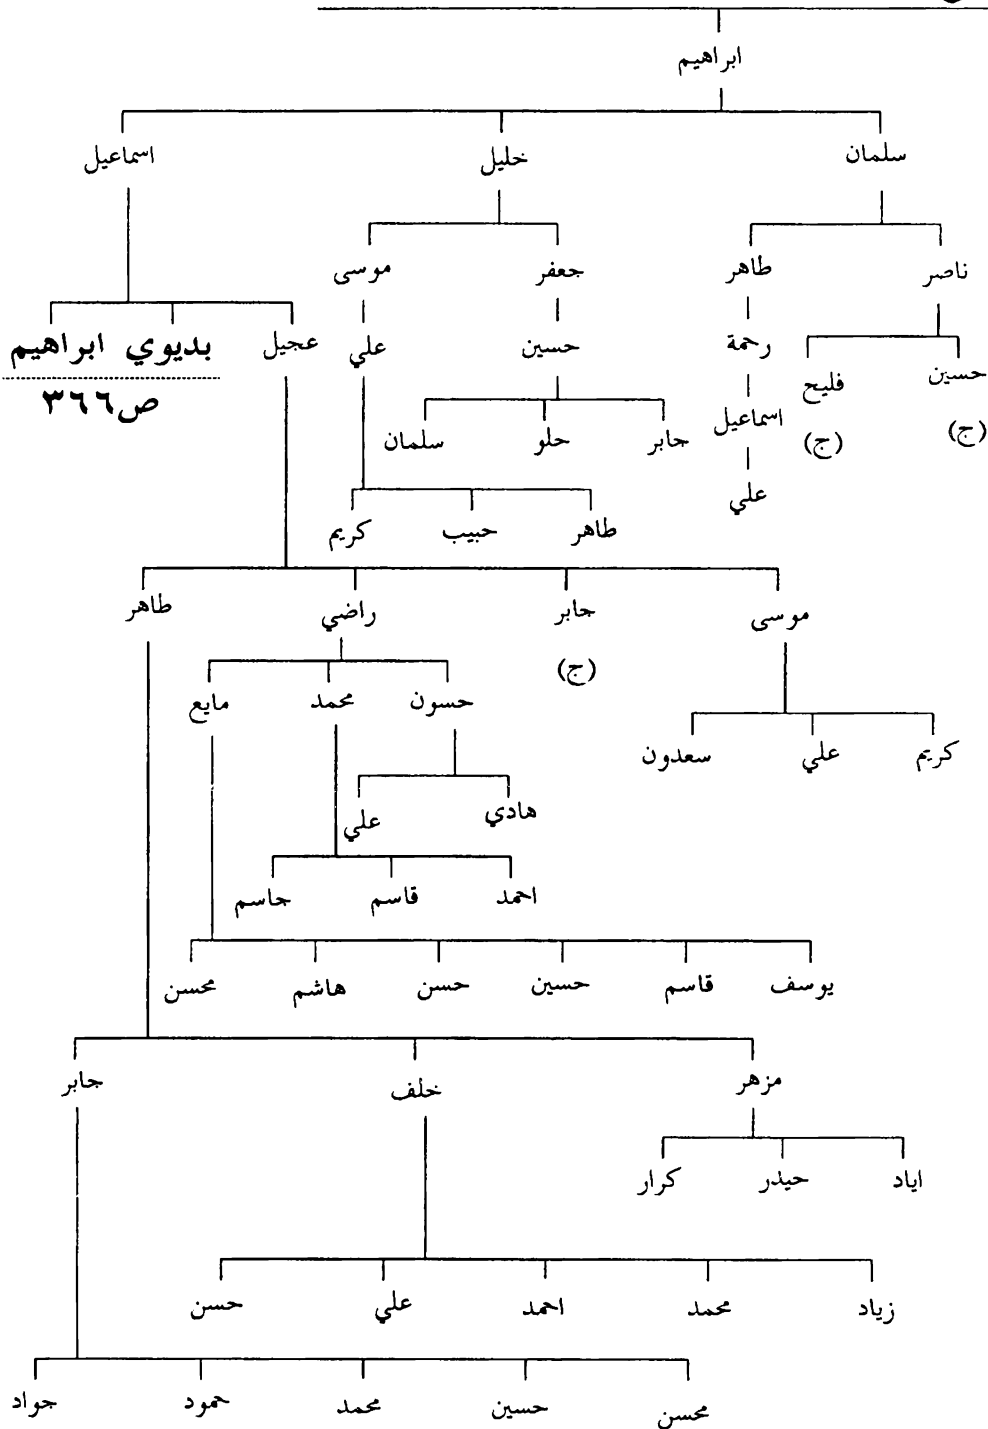 ابراهيم
سلمان خليل اسماعيل
ناصر طاهر جعفر موسى
حسين فليح رحمة حسين علي عجيل بديوي ابراهيم
ص٣٦٦
(ج) (ج) اسماعيل جابر حلو سلمان
علي
طاهر حبيب كريم
موسى جابر راضي طاهر
(ج)
حسون محمد مايع
كريم علي سعدون
هادي علي
احمد قاسم جاسم
يوسف قاسم حسين حسن هاشم محسن
مزهر خلف جابر
اياد حيدر كرار
زياد محمد احمد علي حسن
محسن حسين محمد حمود جواد